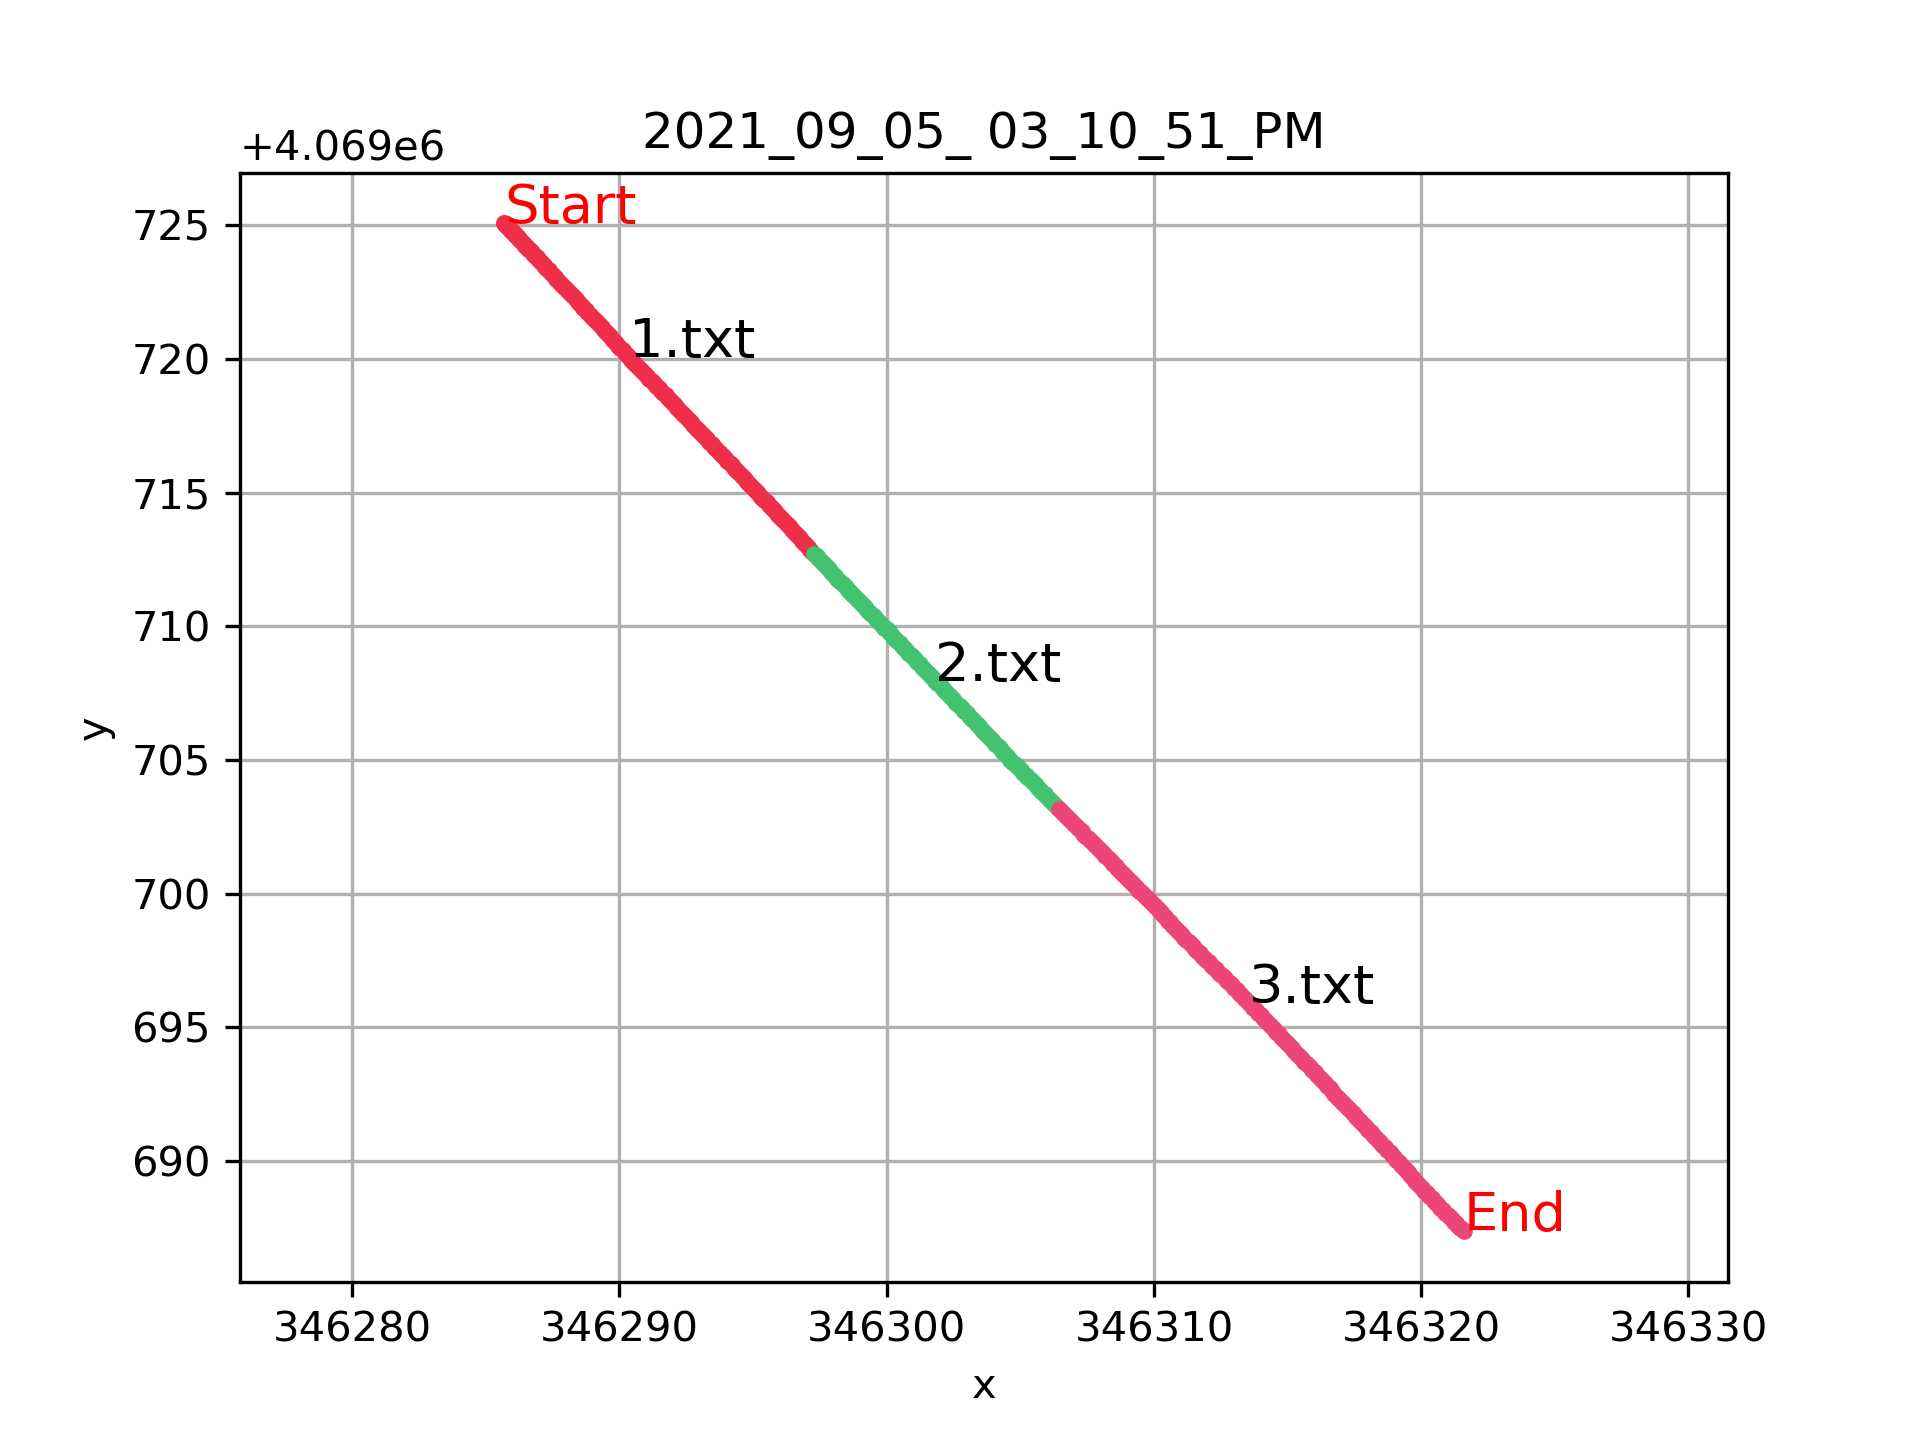 2021_09_05_ 03_10_51_PM
+4.069e6
Start
725
1.txt
720
715
710
2.txt
705
700
3.txt
695
690
End
y
346280 346290 346300 346310 346320 346330
x